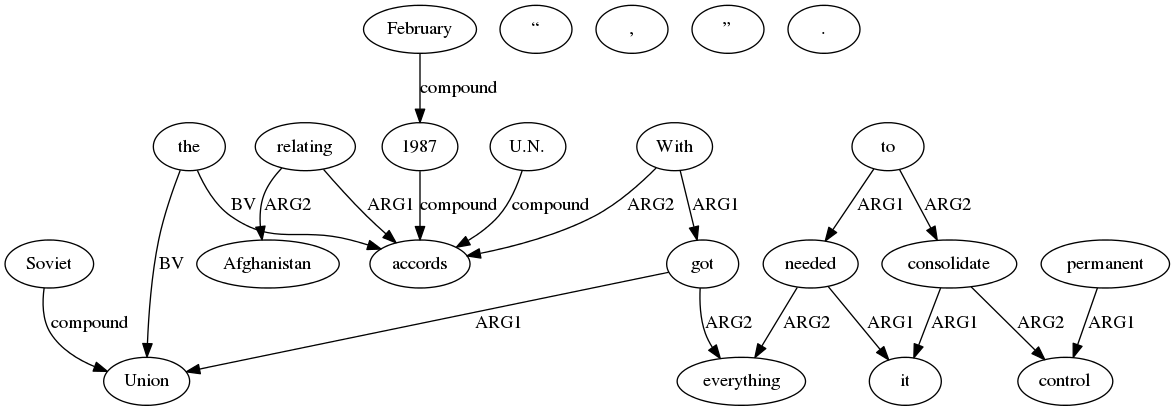 February “ , ” .
compound
the relating 1987 U.N. With to
BV ARG2 ARG1 compound compound ARG2 ARG1 ARG1 ARG2
Soviet Afghanistan accords got needed consolidate permanent
BV
compound ARG1 ARG2 ARG2 ARG1 ARG1 ARG2 ARG1
Union everything it control